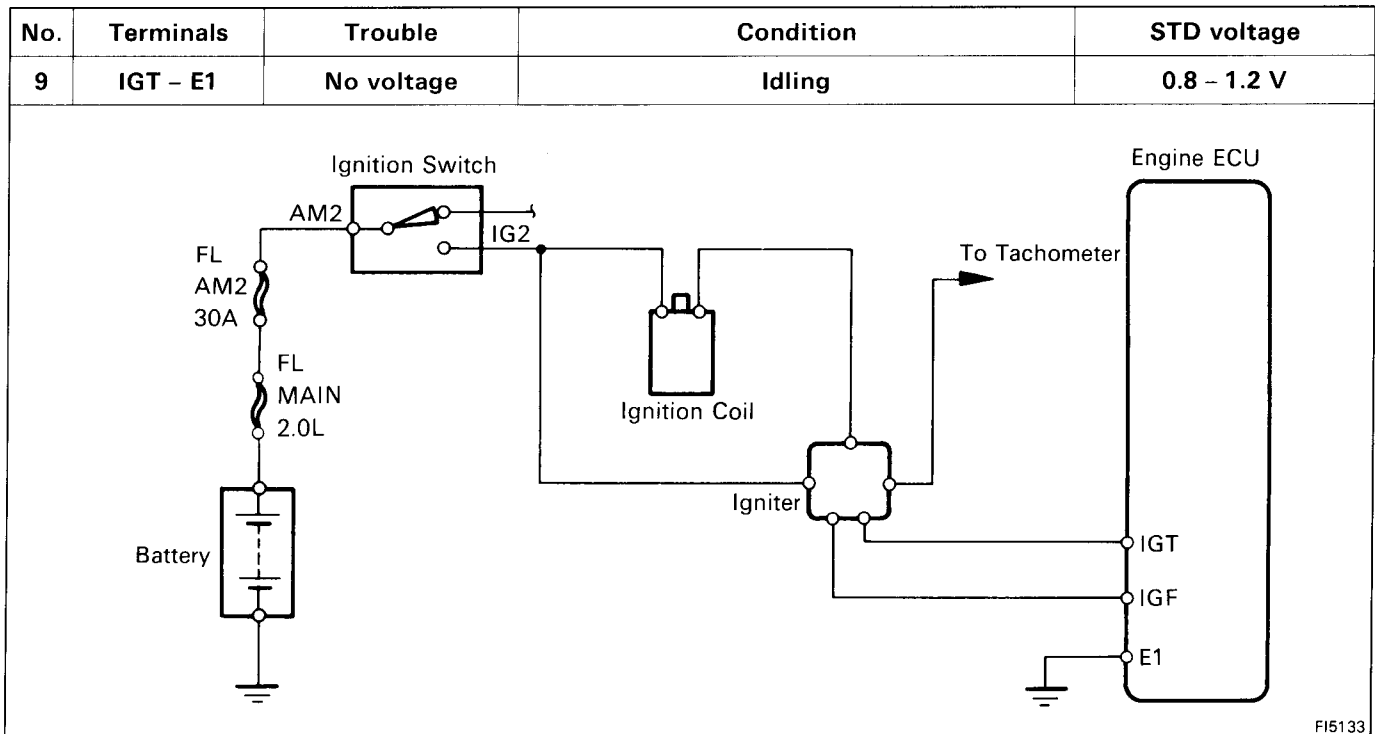 No. Terminals Trouble Condition STD voltage
9 IGT – E1 No voltage Idling 0.8 – 1.2 V
Ignition Switch
Engine ECU
AM2
IG2
To Tachometer
FL
AM2
30A
FL
MAIN
2.0L
Ignition Coil
Igniter
Battery
IGT
IGF
E1
FI5133